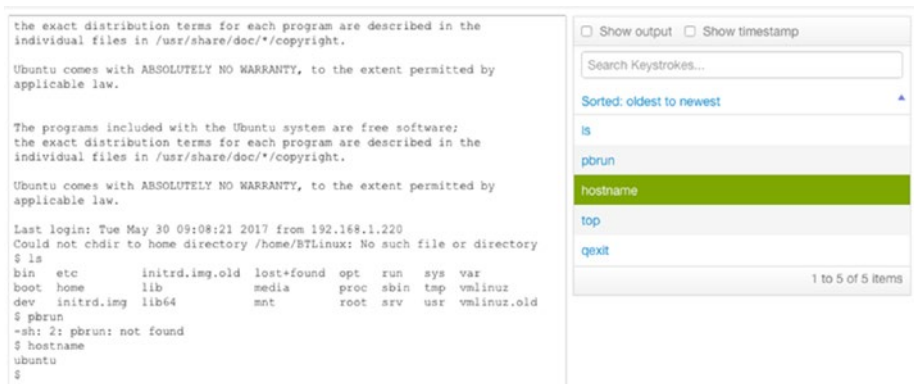 the exact distribution terms for each program are described in the
individual files in /usr/share/doc/*/copyright.
Ubuntu comes with ABSOLUTELY NO WARRANTY, to the extent permitted by
applicable law.
The programs included with the Ubuntu system are free software;
the exact distribution terms for each program are described in the
individual files in /usr/share/doc/*/copyright.
Ubuntu comes with ABSOLUTELY NO WARRANTY, to the extent permitted by
applicable law.
Last login: Tue May 30 09:08:21 2017 from 192.168.1.220
Could not chdir to home directory /home/BTLinux: No such file or directory
$ ls
bin etc initrd.img.old lost+found opt run sys var
boot home lib media proc sbin tmp vmlinuz
dev initrd.img lib64 mnt root srv usr vmlinuz.old
$ pbrun
-sh: 2: pbrun: not found
$ hostname
ubuntu
$
Show output Show timestamp
Search Keystrokes...
Sorted: oldest to newest
ls
pbrun
hostname
top
qexit
1 to 5 of 5 items